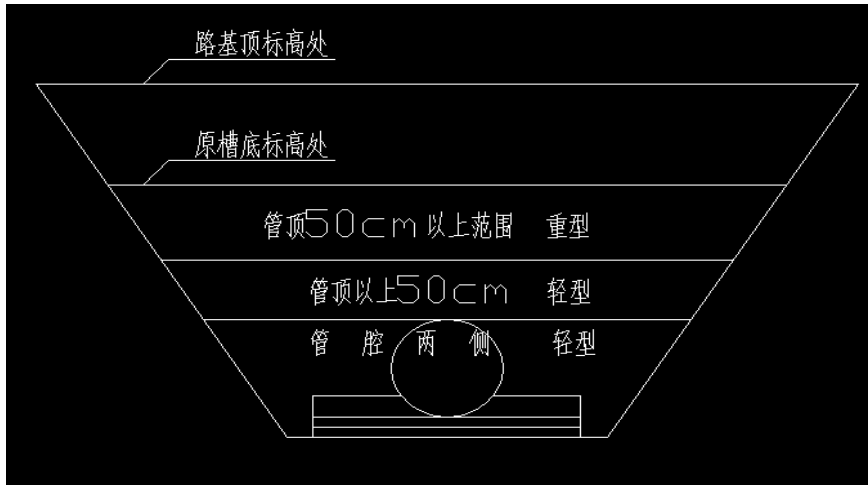 路基顶标高处
原槽底标高处
管顶50cm以上范围 重型
管顶以上50cm 轻型
管腔两侧 轻型